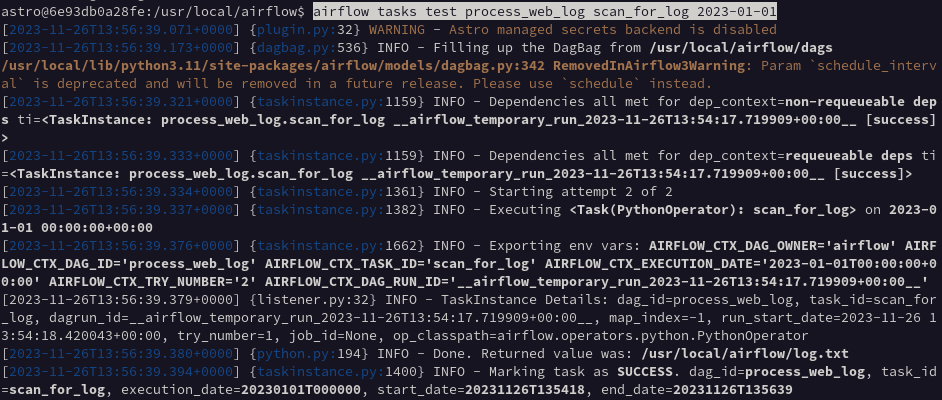 astro@6e93db0a28fe:/usr/local/airflow$ airflow tasks test process_web_log scan_for_log 2023-01-01
[2023-11-26T13:56:39.071+0000] {plugin.py:32} WARNING - Astro managed secrets backend is disabled
[2023-11-26T13:56:39.173+0000] {dagbag.py:536} INFO - Filling up the DagBag from /usr/local/airflow/dags
/usr/local/lib/python3.11/site-packages/airflow/models/dagbag.py:342 RemovedInAirflow3Warning: Param `schedule_interv
al` is deprecated and will be removed in a future release. Please use `schedule` instead.
[2023-11-26T13:56:39.321+0000] {taskinstance.py:1159} INFO - Dependencies all met for dep_context=non-requeueable dep
s ti=<TaskInstance: process_web_log.scan_for_log __airflow_temporary_run_2023-11-26T13:54:17.719909+00:00__ [success]
>
[2023-11-26T13:56:39.333+0000] {taskinstance.py:1159} INFO - Dependencies all met for dep_context=requeueable deps ti
=<TaskInstance: process_web_log.scan_for_log __airflow_temporary_run_2023-11-26T13:54:17.719909+00:00__ [success]>
[2023-11-26T13:56:39.334+0000] {taskinstance.py:1361} INFO - Starting attempt 2 of 2
[2023-11-26T13:56:39.337+0000] {taskinstance.py:1382} INFO - Executing <Task(PythonOperator): scan_for_log> on 2023-0
1-01 00:00:00+00:00
[2023-11-26T13:56:39.376+0000] {taskinstance.py:1662} INFO - Exporting env vars: AIRFLOW_CTX_DAG_OWNER='airflow' AIRF
LOW_CTX_DAG_ID='process_web_log' AIRFLOW_CTX_TASK_ID='scan_for_log' AIRFLOW_CTX_EXECUTION_DATE='2023-01-01T00:00:00+0
0:00' AIRFLOW_CTX_TRY_NUMBER='2' AIRFLOW_CTX_DAG_RUN_ID='__airflow_temporary_run_2023-11-26T13:54:17.719909+00:00__'
[2023-11-26T13:56:39.379+0000] {listener.py:32} INFO - TaskInstance Details: dag_id=process_web_log, task_id=scan_for
_log, dagrun_id=__airflow_temporary_run_2023-11-26T13:54:17.719909+00:00__, map_index=-1, run_start_date=2023-11-26 1
3:54:18.420043+00:00, try_number=1, job_id=None, op_classpath=airflow.operators.python.PythonOperator
[2023-11-26T13:56:39.380+0000] {python.py:194} INFO - Done. Returned value was: /usr/local/airflow/log.txt
[2023-11-26T13:56:39.394+0000] {taskinstance.py:1400} INFO - Marking task as SUCCESS. dag_id=process_web_log, task_id
=scan_for_log, execution_date=20230101T000000, start_date=20231126T135418, end_date=20231126T135639